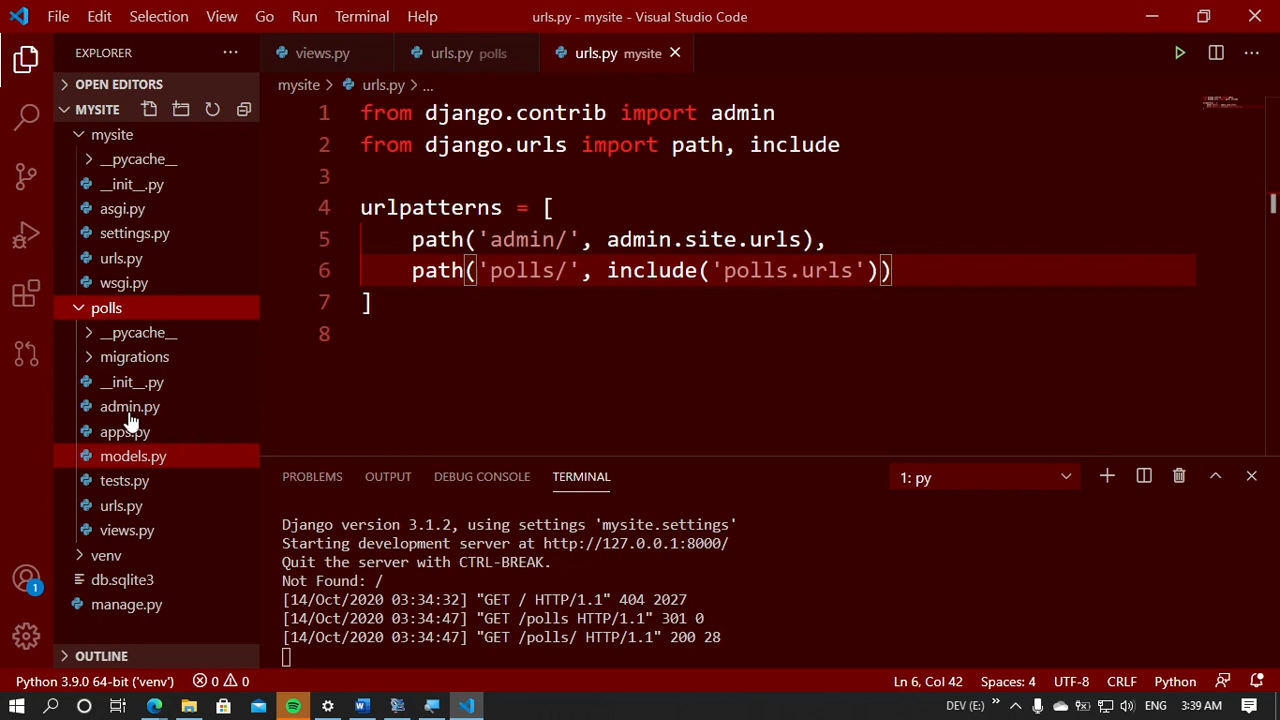 File Edit Selection View Go Run Terminal Help urls.py - mysite - Visual Studio Code
EXPLORER
OPEN EDITORS
MYSITE
mysite
__pycache__
__init__.py
asgi.py
settings.py
urls.py
wsgi.py
polls
__pycache__
migrations
__init__.py
admin.py
apps.py
models.py
tests.py
urls.py
views.py
venv
db.sqlite3
manage.py
OUTLINE
views.py urls.py polls urls.py mysite
mysite > urls.py > ...
1 from django.contrib import admin
2 from django.urls import path, include
3
4 urlpatterns = [
5 path('admin/', admin.site.urls),
6 path('polls/', include('polls.urls'))
7 ]
8
PROBLEMS OUTPUT DEBUG CONSOLE TERMINAL 1: py
Django version 3.1.2, using settings 'mysite.settings'
Starting development server at http://127.0.0.1:8000/
Quit the server with CTRL-BREAK.
Not Found: /
[14/Oct/2020 03:34:32] "GET / HTTP/1.1" 404 2027
[14/Oct/2020 03:34:47] "GET /polls HTTP/1.1" 301 0
[14/Oct/2020 03:34:47] "GET /polls/ HTTP/1.1" 200 28
1
Python 3.9.0 64-bit ('venv') 0 0 Ln 6, Col 42 Spaces: 4 UTF-8 CRLF Python
DEV (E:) 3:39 AM